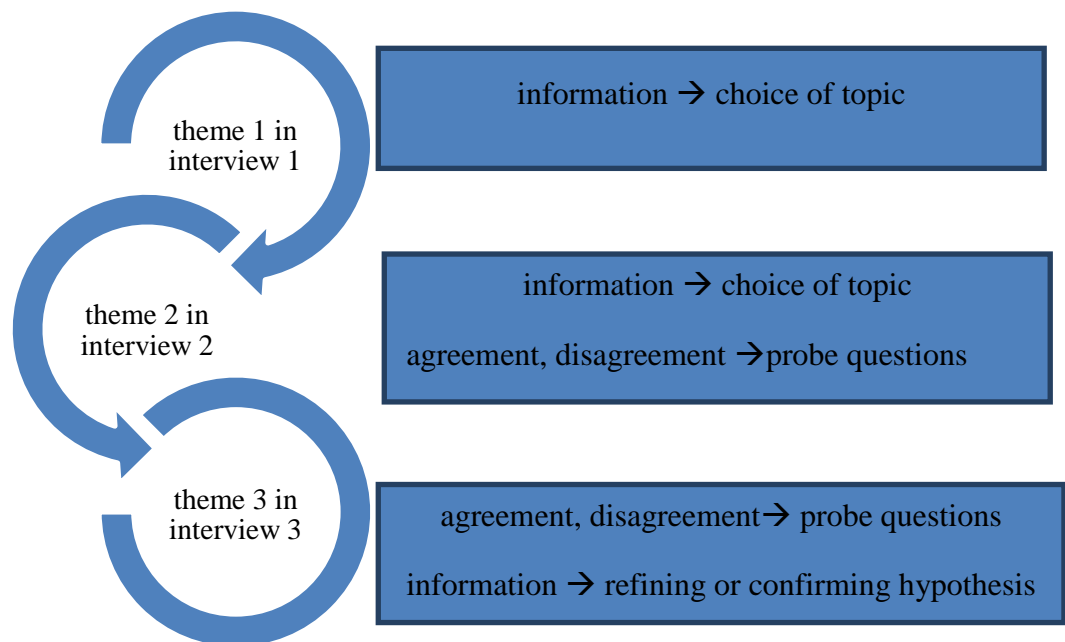 theme 1 in
interview 1
information → choice of topic
theme 2 in
interview 2
information → choice of topic
agreement, disagreement →probe questions
theme 3 in
interview 3
agreement, disagreement→ probe questions
information → refining or confirming hypothesis